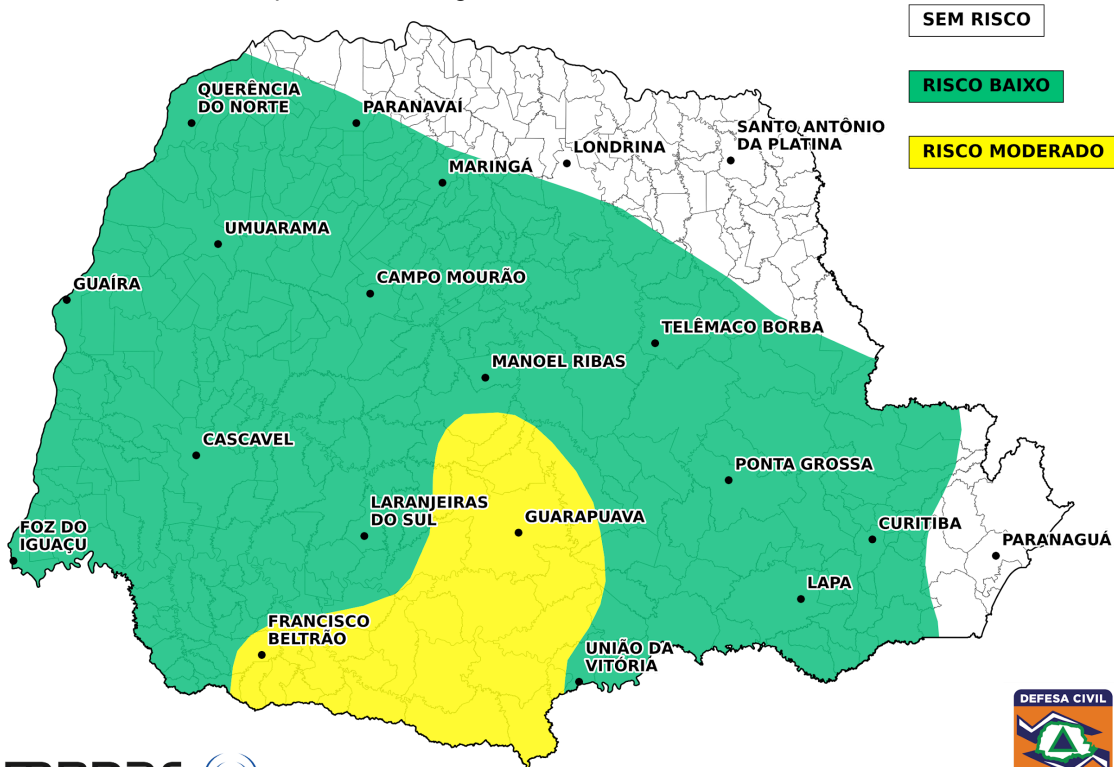 SEM RISCO
RISCO BAIXO
RISCO MODERADO
QUERÊNCIA
DO NORTE
PARANAVAÍ
SANTO ANTÔNIO
DA PLATINA
LONDRINA
MARINGÁ
UMUARAMA
CAMPO MOURÃO
GUAÍRA
TELÊMACO BORBA
MANOEL RIBAS
CASCAVEL
PONTA GROSSA
LARANJEIRAS
DO SUL
GUARAPUAVA
CURITIBA
FOZ DO
IGUAÇU
PARANAGUÁ
LAPA
FRANCISCO
BELTRÃO
UNIÃO DA
VITÓRIA
DEFESA CIVIL